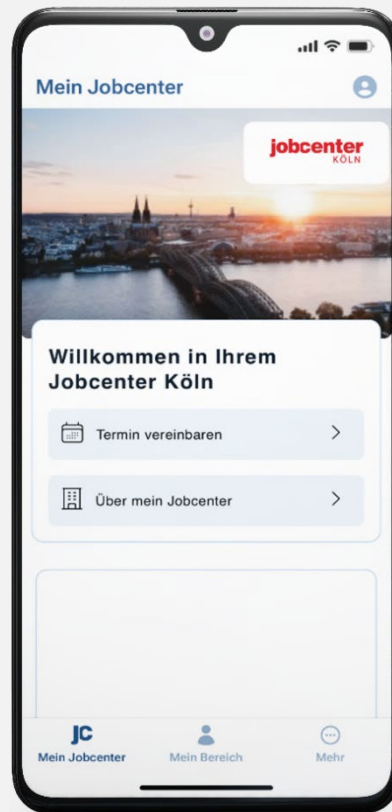 Mein Jobcenter
jobcenter
KÖLN
Willkommen in Ihrem
Jobcenter Köln
Termin vereinbaren
Über mein Jobcenter
JC
Mein Jobcenter
Mein Bereich
Mehr